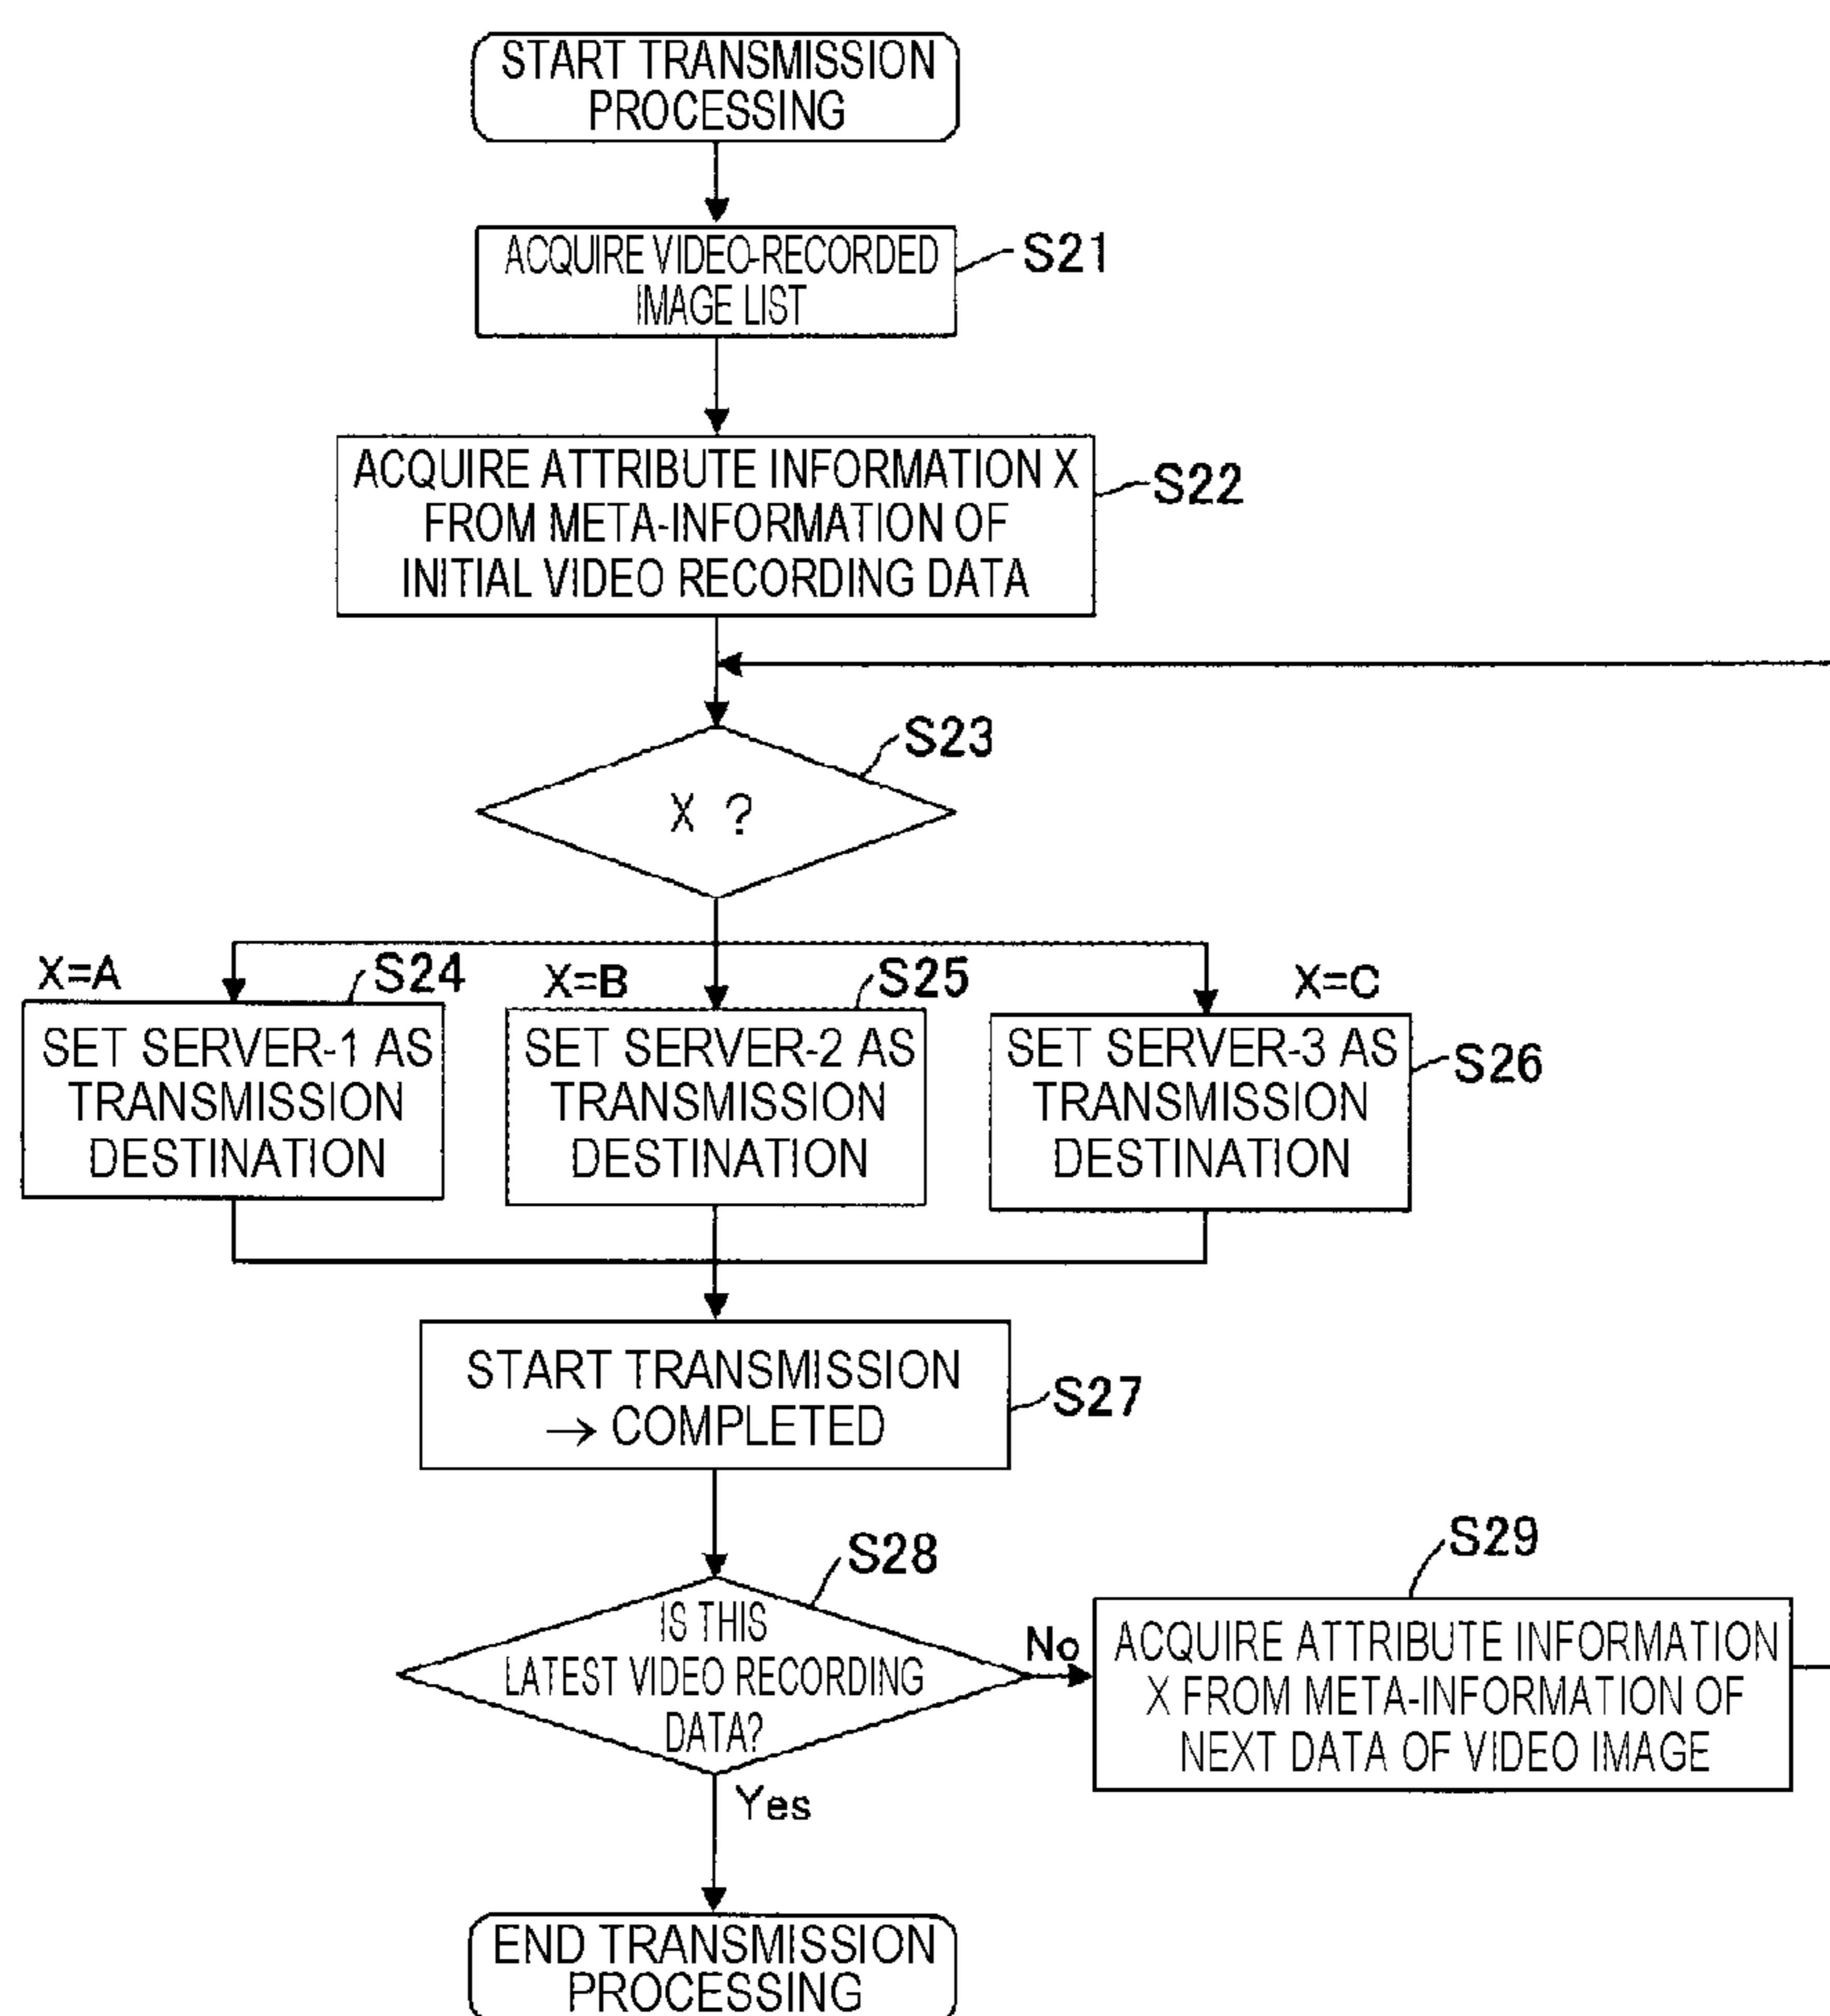 START TRANSMISSION
PROCESSING
ACQUIRE VIDEO-RECORDED
IMAGE LIST
S21
ACQUIRE ATTRIBUTE INFORMATION X
FROM META-INFORMATION OF
INITIAL VIDEO RECORDING DATA
S22
S23
X ?
X=A
S24
X=B
S25
X=C
SET SERVER-1 AS
TRANSMISSION
DESTINATION
SET SERVER-2 AS
TRANSMISSION
DESTINATION
SET SERVER-3 AS
TRANSMISSION
DESTINATION
S26
START TRANSMISSION
→ COMPLETED
S27
S28
IS THIS
LATEST VIDEO RECORDING
DATA?
No
Yes
S29
ACQUIRE ATTRIBUTE INFORMATION
X FROM META-INFORMATION OF
NEXT DATA OF VIDEO IMAGE
END TRANSMISSION
PROCESSING